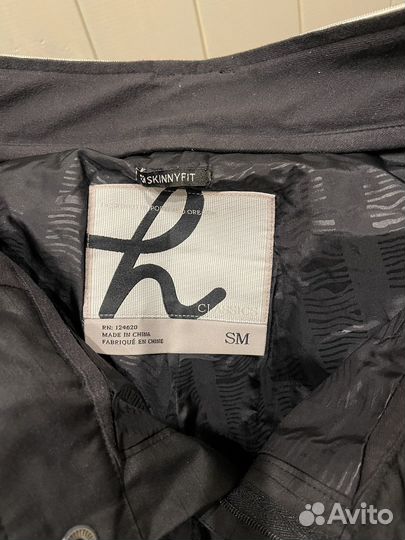 SKINNYFIT
h
CLASSICS
RN: 124620
MADE IN CHINA
FABRIQUÉ EN CHINE
SM
Avito